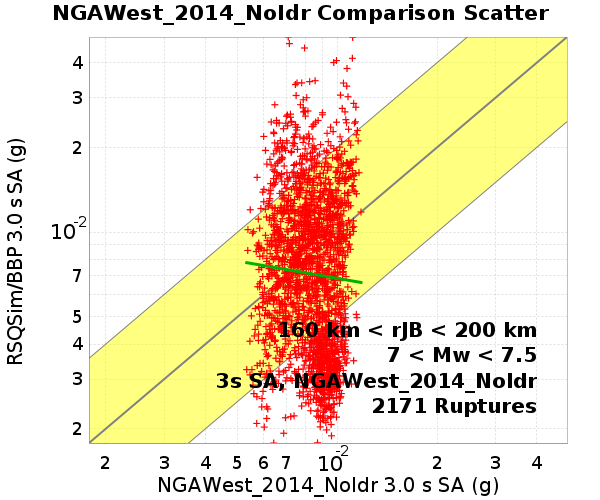 NGAWest_2014_NoIdr Comparison Scatter
RSQSim/BBP 3.0 s SA (g)
4
3
2
10-2
7
5
4
3
2
160 km < rJB < 200 km
7 < Mw < 7.5
3s SA, NGAWest_2014_NoIdr
2171 Ruptures
2 3 4 5 6 7 10-2 2 3 4
NGAWest_2014_NoIdr 3.0 s SA (g)